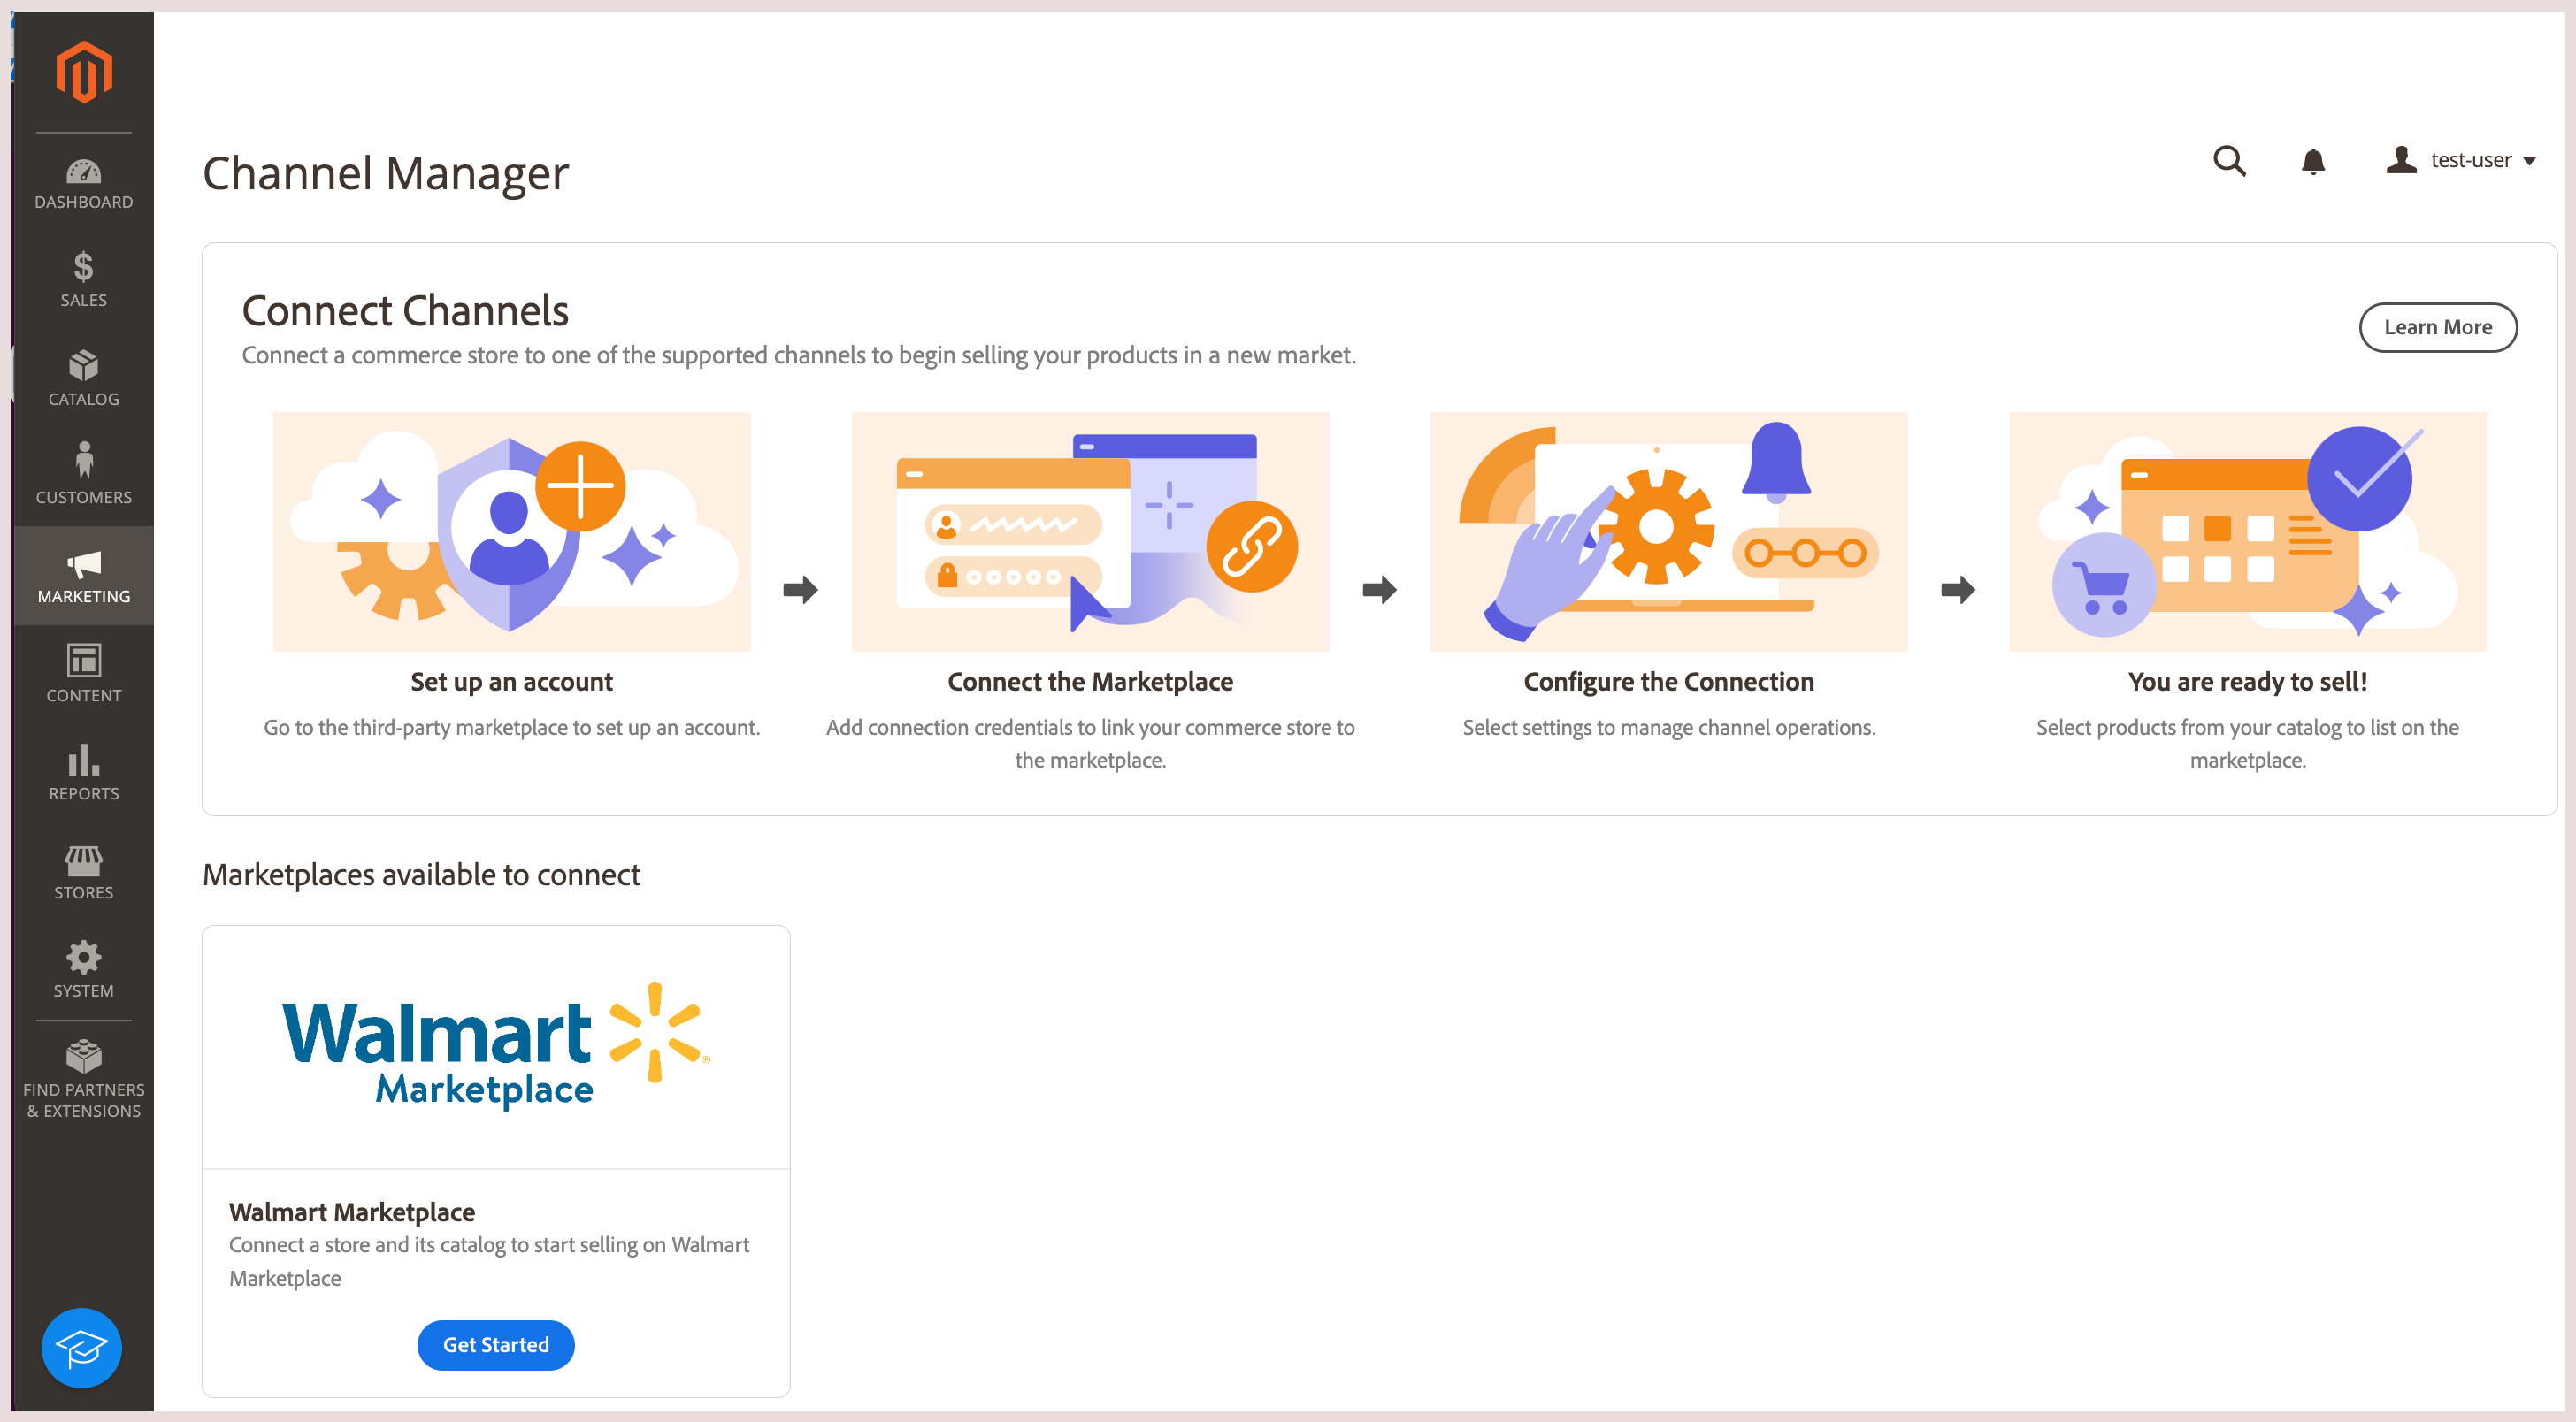 DASHBOARD
SALES
CATALOG
CUSTOMERS
MARKETING
CONTENT
REPORTS
STORES
SYSTEM
FIND PARTNERS
& EXTENSIONS
Channel Manager
test-user
Connect Channels
Connect a commerce store to one of the supported channels to begin selling your products in a new market.
Learn More
Set up an account
Go to the third-party marketplace to set up an account.
Connect the Marketplace
Add connection credentials to link your commerce store to
the marketplace.
Configure the Connection
Select settings to manage channel operations.
You are ready to sell!
Select products from your catalog to list on the
marketplace.
Marketplaces available to connect
Walmart
Marketplace
®
Walmart Marketplace
Connect a store and its catalog to start selling on Walmart
Marketplace
Get Started